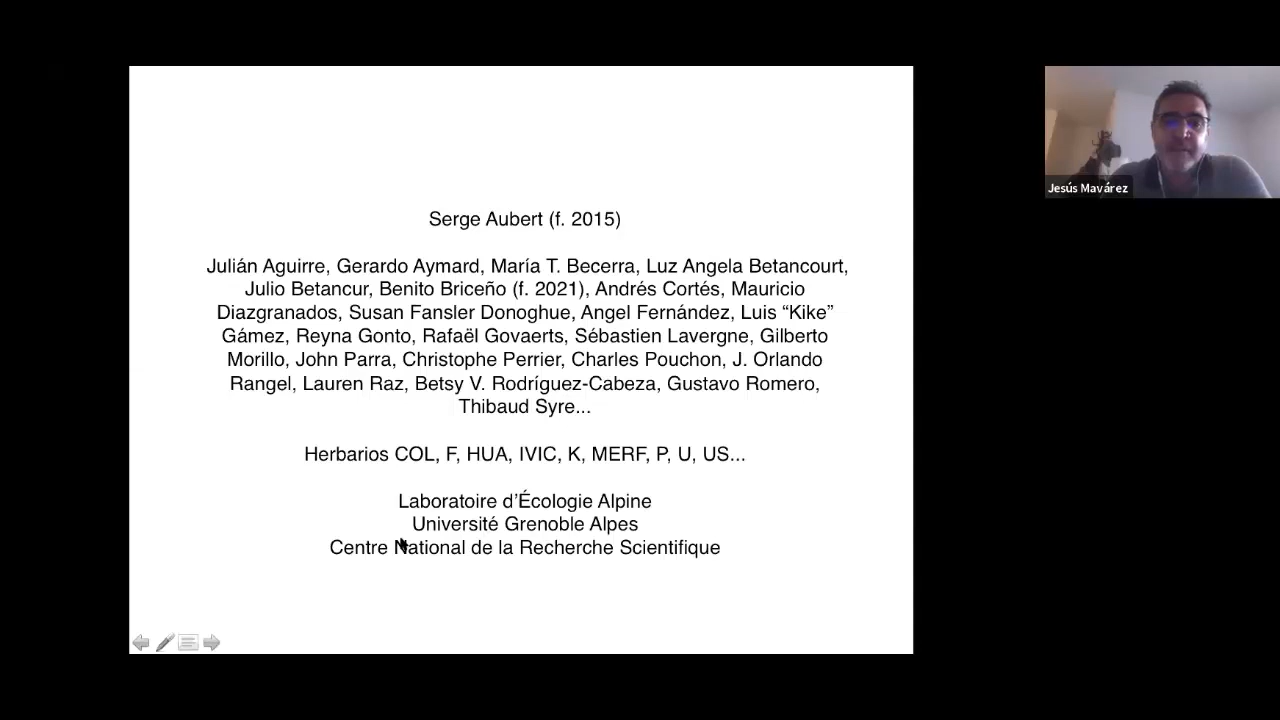 Serge Aubert (f. 2015)
Julián Aguirre, Gerardo Aymard, María T. Becerra, Luz Angela Betancourt,
Julio Betancur, Benito Briceño (f. 2021), Andrés Cortés, Mauricio
Diazgranados, Susan Fansler Donoghue, Angel Fernández, Luis “Kike”
Gámez, Reyna Gonto, Rafaël Govaerts, Sébastien Lavergne, Gilberto
Morillo, John Parra, Christophe Perrier, Charles Pouchon, J. Orlando
Rangel, Lauren Raz, Betsy V. Rodríguez-Cabeza, Gustavo Romero,
Thibaud Syre...
Herbarios COL, F, HUA, IVIC, K, MERF, P, U, US...
Laboratoire d’Écologie Alpine
Université Grenoble Alpes
Centre National de la Recherche Scientifique
Jesús Mavárez